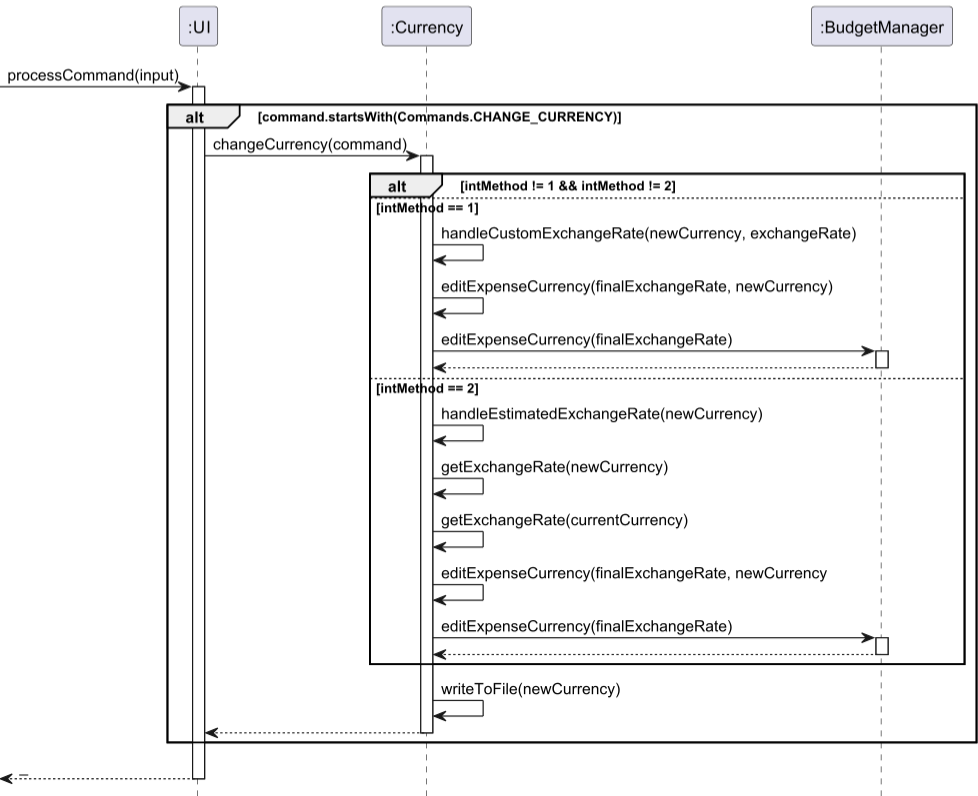 :UI
:Currency
:BudgetManager
processCommand(input)
alt
[command.startsWith(Commands.CHANGE_CURRENCY)]
changeCurrency(command)
alt
[intMethod != 1 && intMethod != 2]
[intMethod == 1]
handleCustomExchangeRate(newCurrency, exchangeRate)
editExpenseCurrency(finalExchangeRate, newCurrency)
editExpenseCurrency(finalExchangeRate)
[intMethod == 2]
handleEstimatedExchangeRate(newCurrency)
getExchangeRate(newCurrency)
getExchangeRate(currentCurrency)
editExpenseCurrency(finalExchangeRate, newCurrency
editExpenseCurrency(finalExchangeRate)
writeToFile(newCurrency)